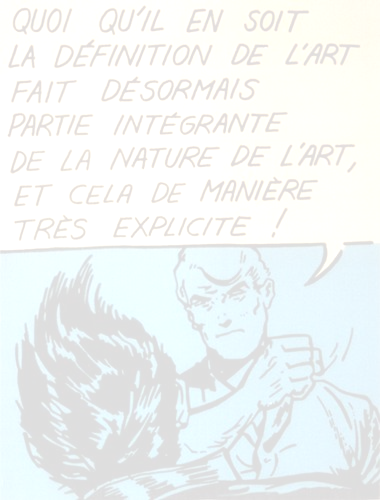 QUOI QU'IL EN SOIT
LA DÉFINITION DE L'ART
FAIT DÉSORMAIS
PARTIE INTÉGRANTE
DE LA NATURE DE L'ART,
ET CELA DE MANIÈRE
TRÈS EXPLICITE !